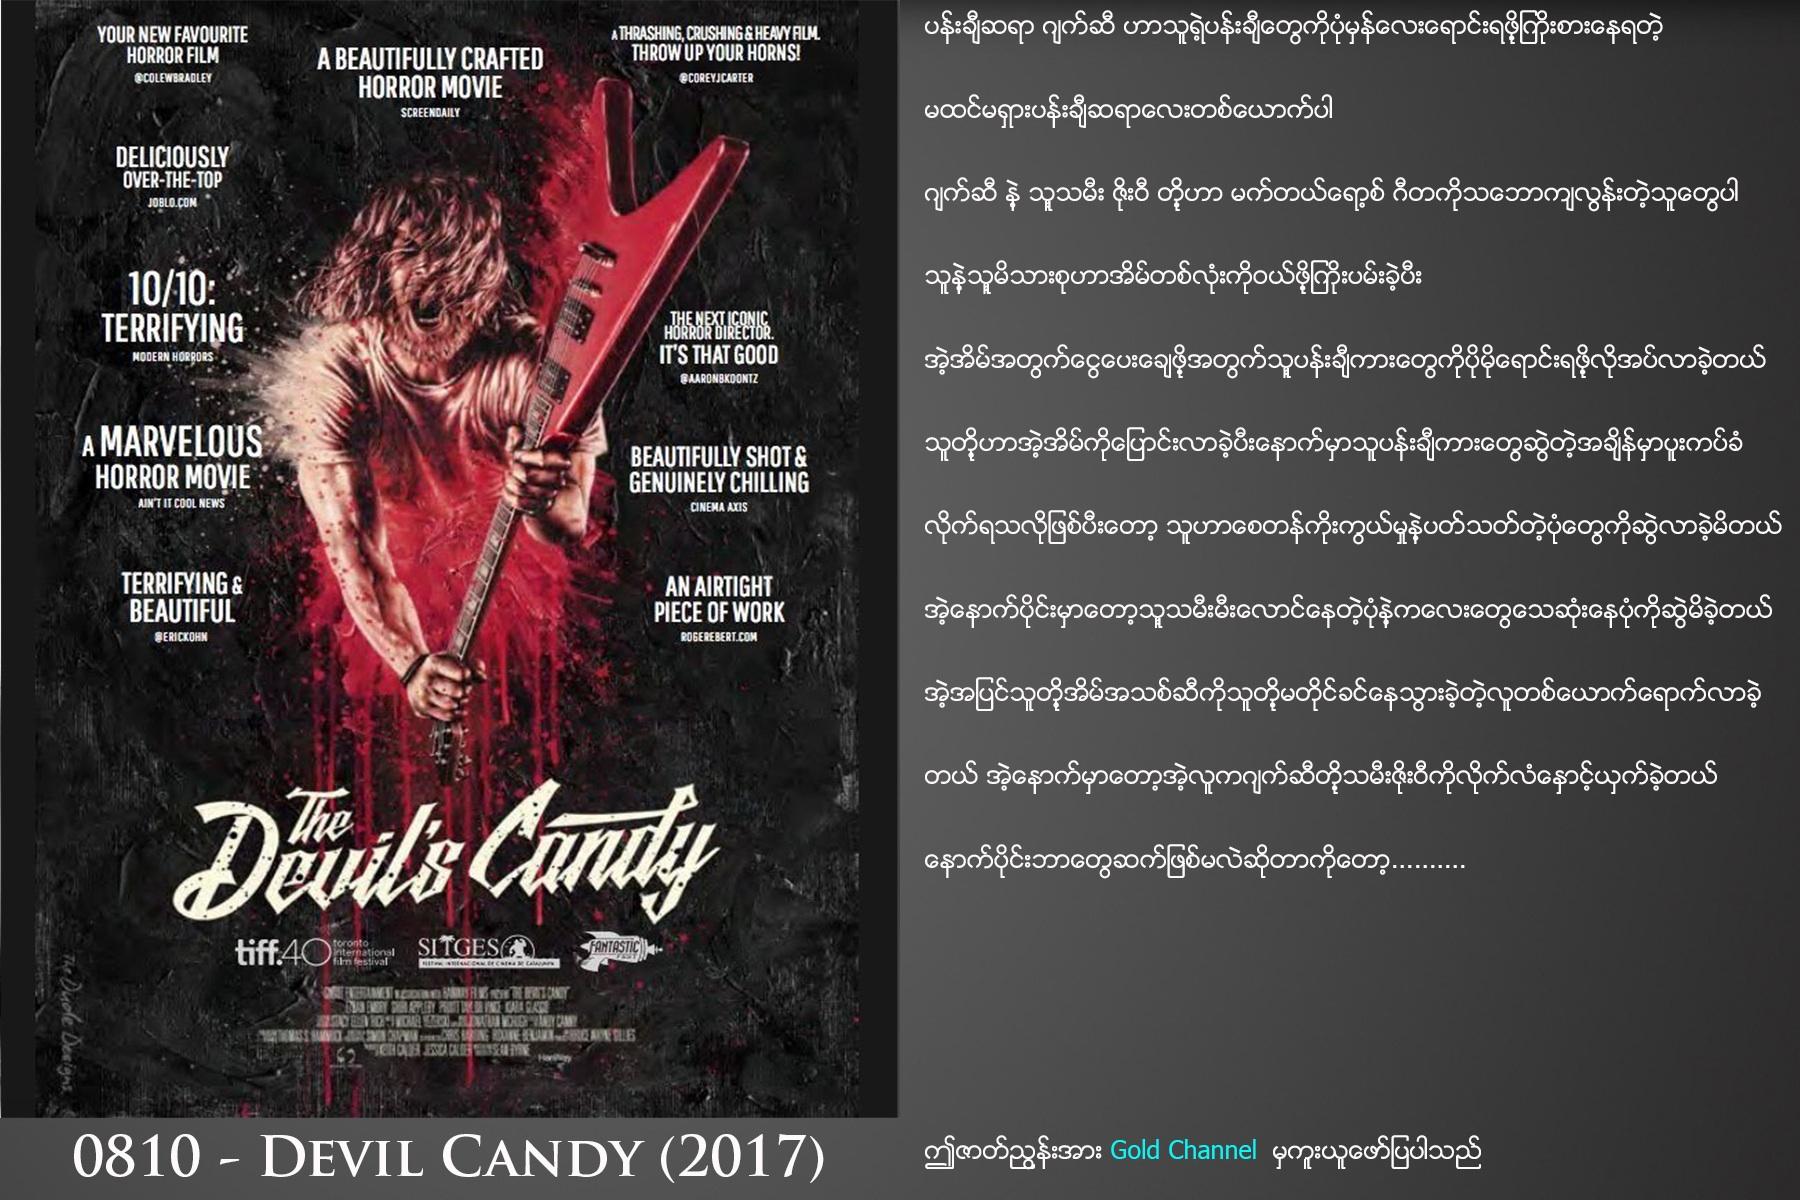 YOUR NEW FAVOURITE
HORROR FILM
@COLEWBRADLEY
A BEAUTIFULLY CRAFTED
HORROR MOVIE
SCREENDAILY
A THRASHING, CRUSHING & HEAVY FILM.
THROW UP YOUR HORNS!
@COREYJCARTER
DELICIOUSLY
OVER-THE-TOP
JOBLO.COM
10/10:
TERRIFYING
MODERN HORRORS
THE NEXT ICONIC
HORROR DIRECTOR.
IT'S THAT GOOD
@AARONBKOONTZ
A MARVELOUS
HORROR MOVIE
AIN'T IT COOL NEWS
BEAUTIFULLY SHOT &
GENUINELY CHILLING
CINEMA AXIS
TERRIFYING &
BEAUTIFUL
@ERICKOHN
AN AIRTIGHT
PIECE OF WORK
ROGEREBERT.COM
The
Devil's Candy
tiff.40 toronto
international
film festival
SITGES
FESTIVAL INTERNACIONAL DE CINEMA DE CATALUNYA
FANTASTIC
The Dude Designs
0810 - DEVIL CANDY (2017)
ပန်းချီဆရာ ဂျက်ဆီ ဟာသူရဲ့ပန်းချီတွေကိုပုံမှန်လေးရောင်းရဖို့ကြိုးစားနေရတဲ့
မထင်မရှားပန်းချီဆရာလေးတစ်ယောက်ပါ
ဂျက်ဆီ နဲ့ သူ့သမီး ဇိုးဝီ တို့ဟာ မက်တယ်ရော့စ် ဂီတကိုသဘောကျလွန်းတဲ့သူတွေပါ
သူနဲ့သူ့မိသားစုဟာအိမ်တစ်လုံးကိုဝယ်ဖို့ကြိုးပမ်းခဲ့ပီး
အဲ့အိမ်အတွက်ငွေပေးချေဖို့အတွက်သူ့ပန်းချီကားတွေကိုပိုမိုရောင်းရဖို့လိုအပ်လာခဲ့တယ်
သူတို့ဟာအဲ့အိမ်ကိုပြောင်းလာခဲ့ပီးနောက်မှာသူပန်းချီကားတွေဆွဲတဲ့အချိန်မှာပူးကပ်ခံ
လိုက်ရသလိုဖြစ်ပီးတော့ သူဟာစေတန်ကိုးကွယ်မှုနဲ့ပတ်သတ်တဲ့ပုံတွေကိုဆွဲလာခဲ့မိတယ်
အဲ့နောက်ပိုင်းမှာတော့သူ့သမီးမီးလောင်နေတဲ့ပုံနဲ့ကလေးတွေသေဆုံးနေပုံကိုဆွဲမိခဲ့တယ်
အဲ့အပြင်သူတို့အိမ်အသစ်ဆီကိုသူတို့မတိုင်ခင်နေသွားခဲ့တဲ့လူတစ်ယောက်ရောက်လာခဲ့
တယ် အဲ့နောက်မှာတော့အဲ့လူကဂျက်ဆီတို့သမီးဇိုးဝီကိုလိုက်လံနှောင့်ယှက်ခဲ့တယ်
နောက်ပိုင်းဘာတွေဆက်ဖြစ်မလဲဆိုတာကိုတော့..........
ဤဇာတ်ညွှန်းအား Gold Channel မှကူးယူဖော်ပြပါသည်